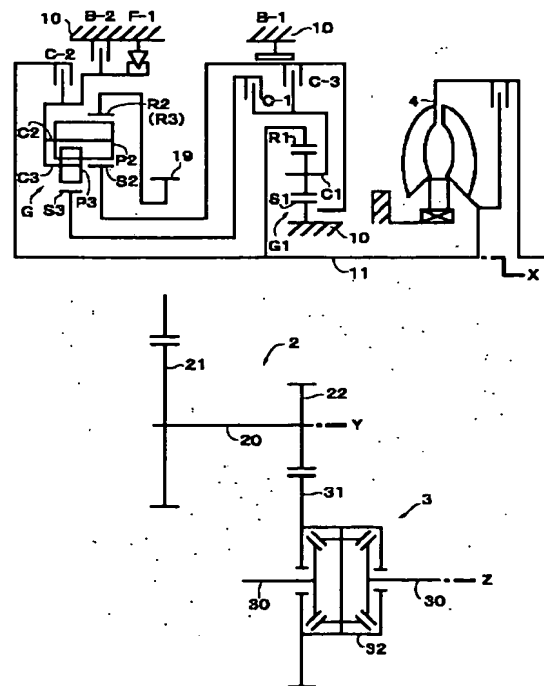 10 B-2 F-1 B-1 10
C-2 C-3 4
R2 (R3) C-1
C2 R1
P2 19
C3 S2 C1
G S3 P3 S1
G1 10
11 X
2
21 22
20 Y
31 3
30 30 Z
32